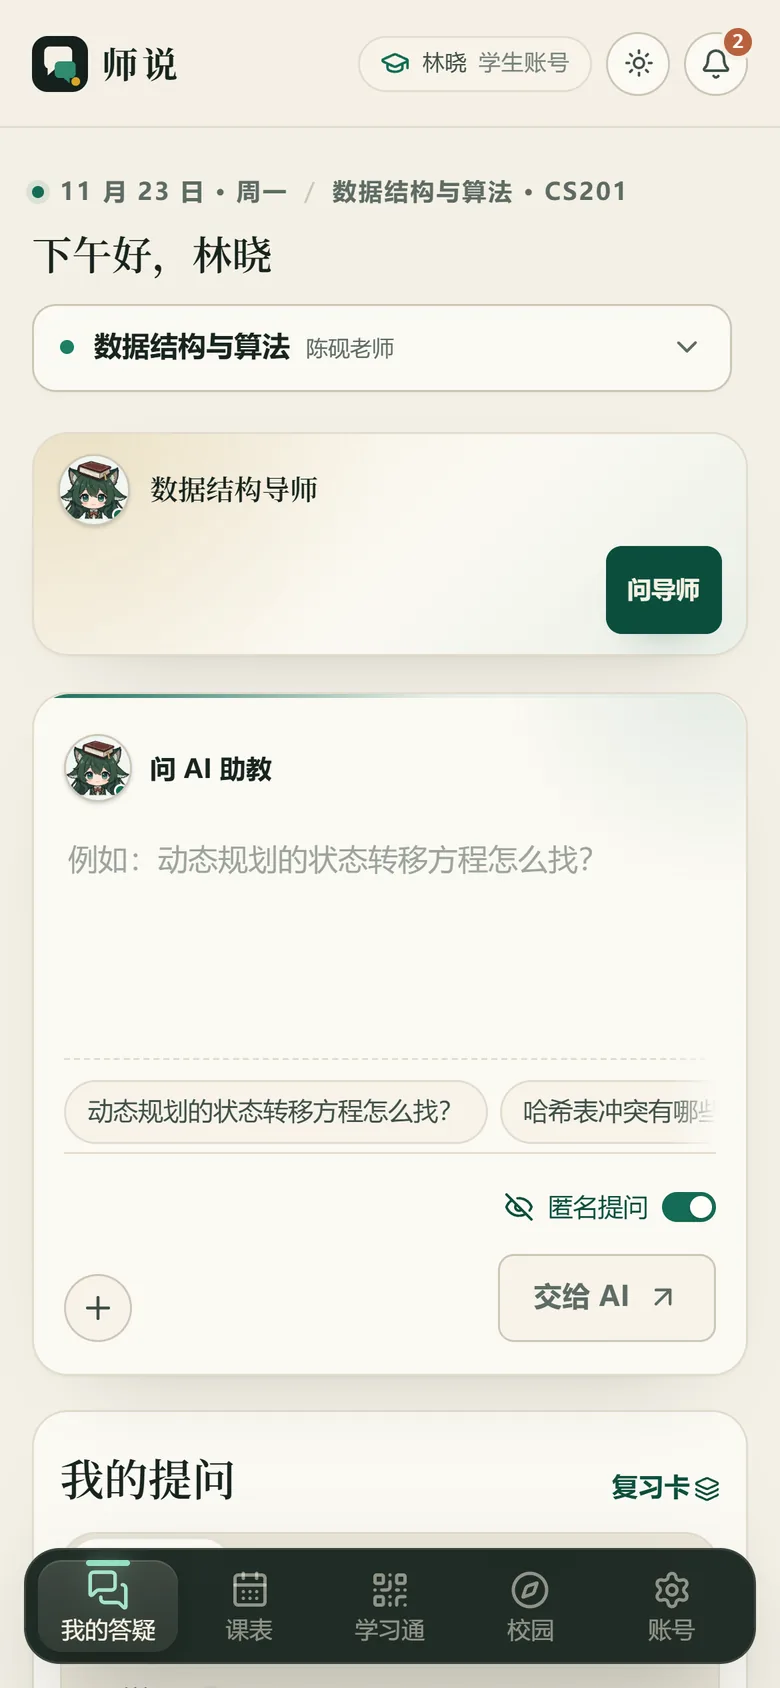 师说
林晓 学生账号
2
11 月 23 日 • 周一 / 数据结构与算法 • CS201
下午好，林晓
数据结构与算法 陈砚老师
数据结构导师
问导师
问 AI 助教
例如：动态规划的状态转移方程怎么找？
动态规划的状态转移方程怎么找？
哈希表冲突有哪些
匿名提问
交给 AI
我的提问
复习卡
我的答疑
课表
学习通
校园
账号